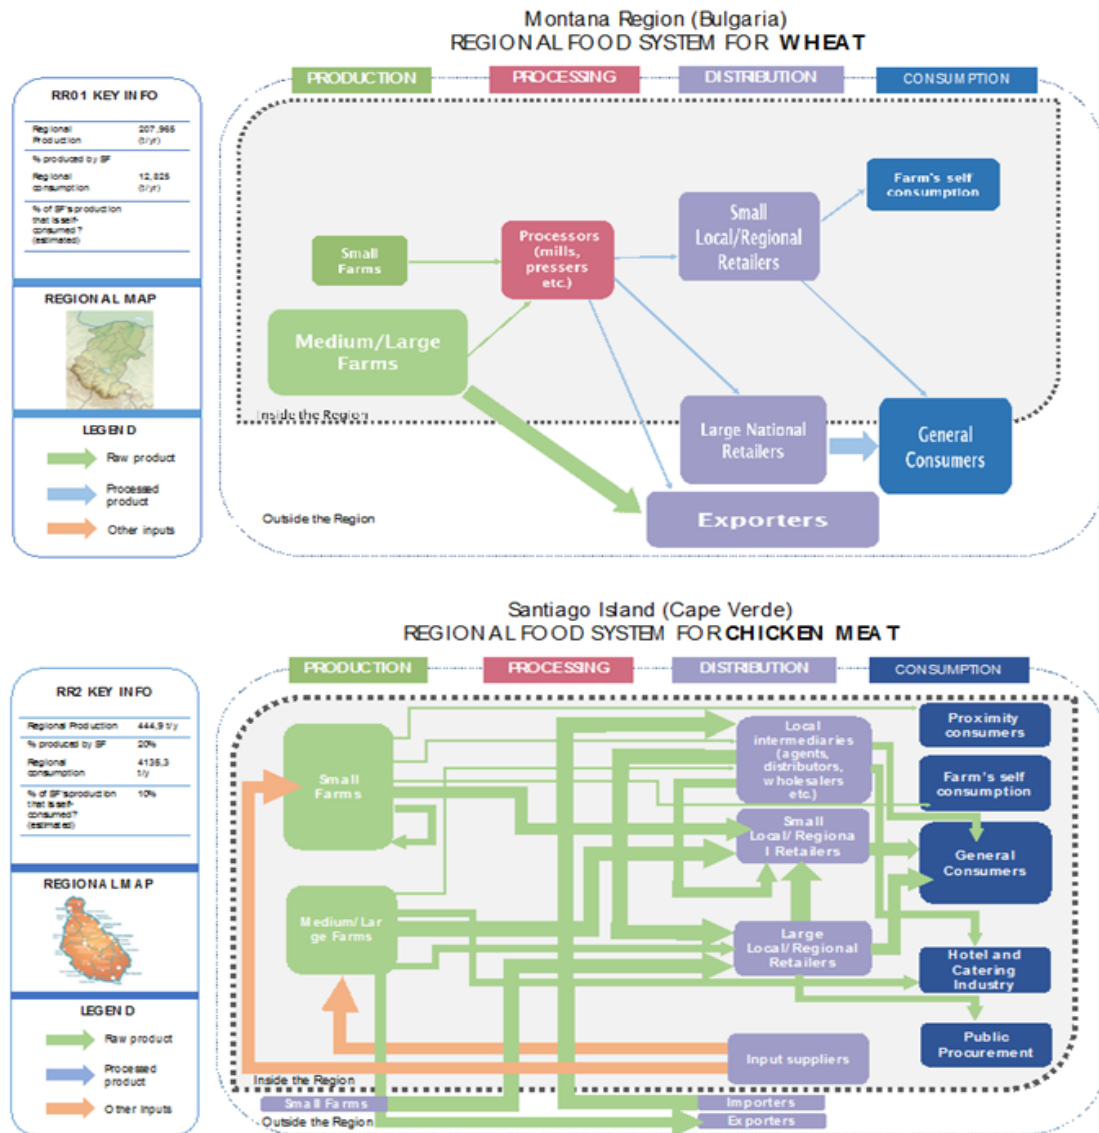 Montana Region (Bulgaria)
REGIONAL FOOD SYSTEM FOR WHEAT
PRODUCTION
PROCESSING
DISTRIBUTION
CONSUMPTION
RR01 KEY INFO
Regional
Production
207,965
(t/yr)
% produced by SF
Regional
consumption
12,825
(t/yr)
% of SF's production
that is self-
consumed?
(estimated)
REGIONAL MAP
LEGEND
Raw product
Processed
product
Other inputs
Small
Farms
Medium/Large
Farms
Processors
(mills,
pressers
etc.)
Small
Local/Regional
Retailers
Farm's self
consumption
Large National
Retailers
General
Consumers
Exporters
Inside the Region
Outside the Region
Santiago Island (Cape Verde)
REGIONAL FOOD SYSTEM FOR CHICKEN MEAT
PRODUCTION
PROCESSING
DISTRIBUTION
CONSUMPTION
RR2 KEY INFO
Regional Production
444,9 t/y
% produced by SF
20%
Regional
consumption
4135,3
t/y
% of SF's production
that is self-
consumed?
(estimated)
10%
REGIONAL MAP
LEGEND
Raw product
Processed
product
Other inputs
Small
Farms
Medium/Lar
ge Farms
Local
intermediaries
(agents,
distributors,
wholesalers
etc.)
Small
Local/Regiona
l Retailers
Large
Local/Regional
Retailers
Input suppliers
Proximity
consumers
Farm's self
consumption
General
Consumers
Hotel and
Catering
Industry
Public
Procurement
Inside the Region
Small Farms
Importers
Outside the Region
Exporters